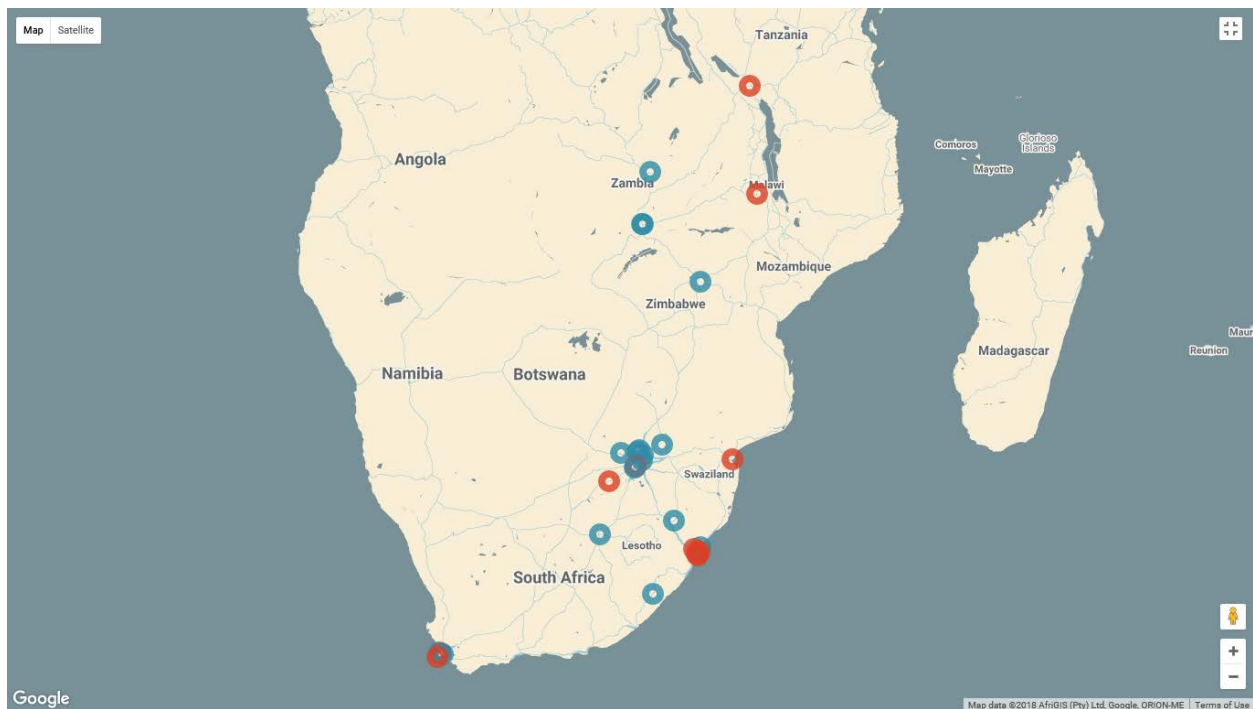 Map Satellite
Tanzania
Comoros
Glorioso
Islands
Mayotte
Angola
Zambia
Malawi
Mozambique
Zimbabwe
Maur
Madagascar
Reunion
Namibia
Botswana
Swaziland
Lesotho
South Africa
Google
Map data ©2018 AfriGIS (Pty) Ltd, Google, ORION-ME Terms of Use